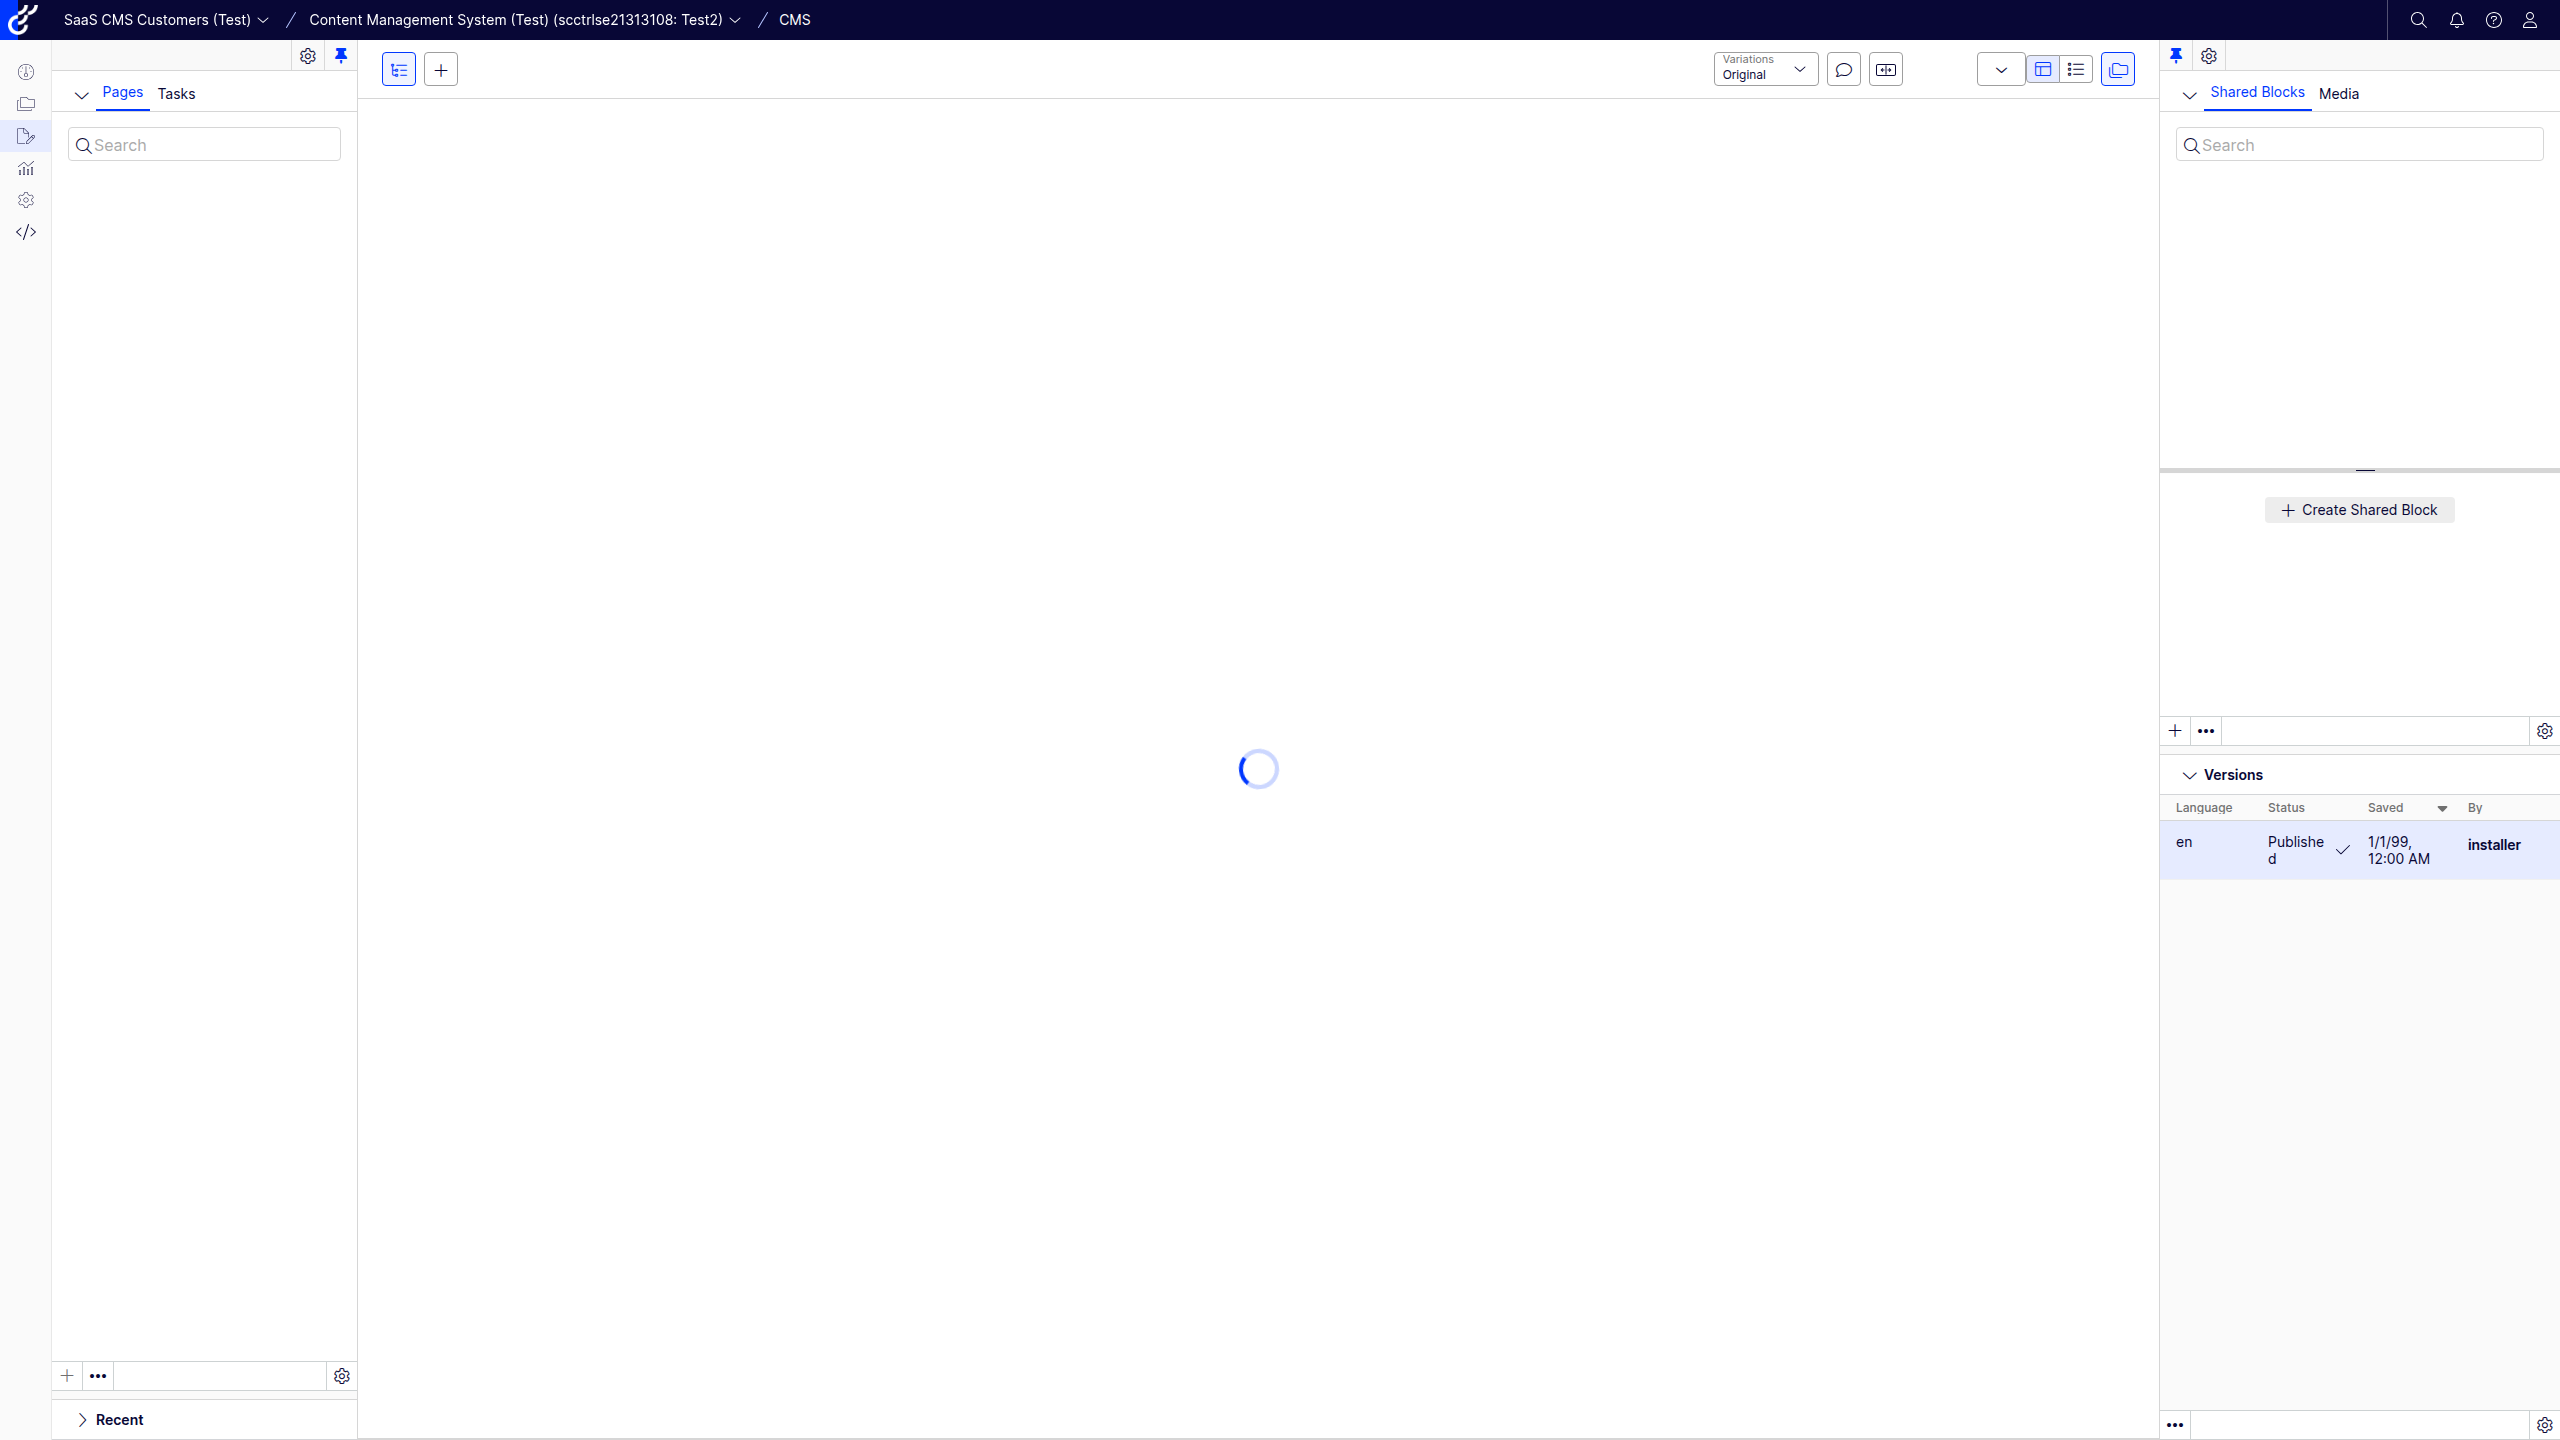 SaaS CMS Customers (Test) / Content Management System (Test) (scctrlse21313108: Test2) / CMS
Variations
Original
Pages Tasks
Search
Recent
Shared Blocks Media
Search
Create Shared Block
Versions
Language Status Saved By
en Publishe 1/1/99, installer
d 12:00 AM